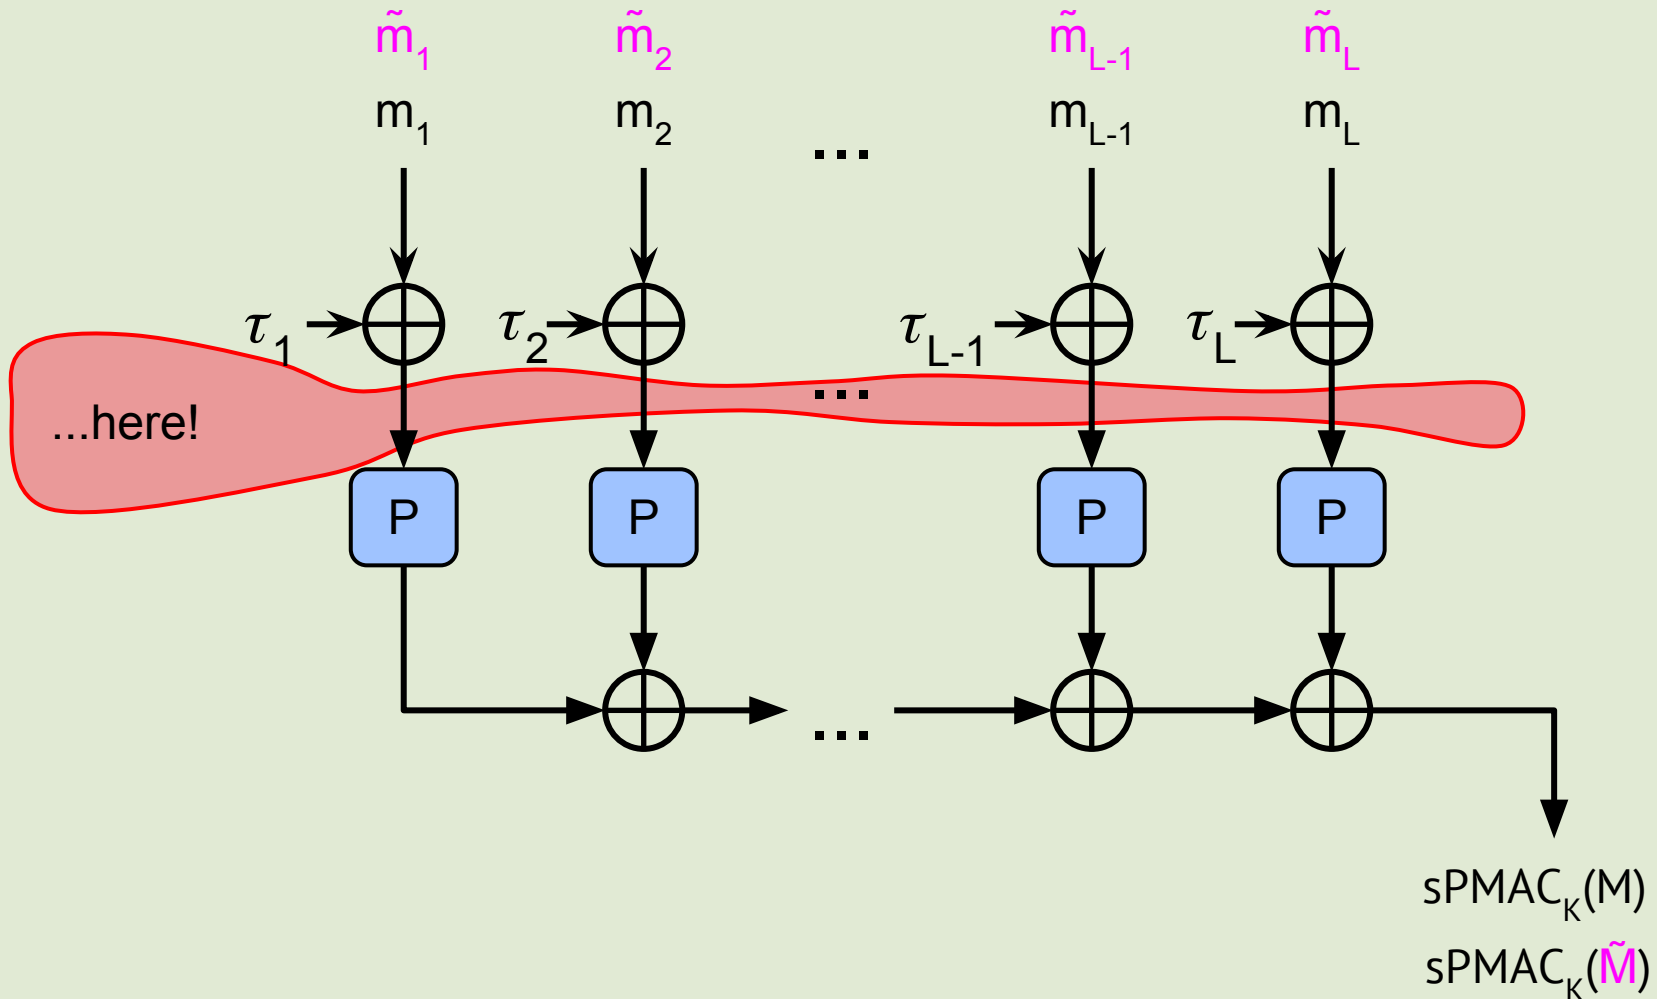 m̃₁ m̃₂ m̃L-1 m̃L
m₁ m₂ ... mL-1 mL
τ₁ τ₂ τL-1 τL
...
...here!
P P P P
...
sPMACK(M)
sPMACK(M̃)